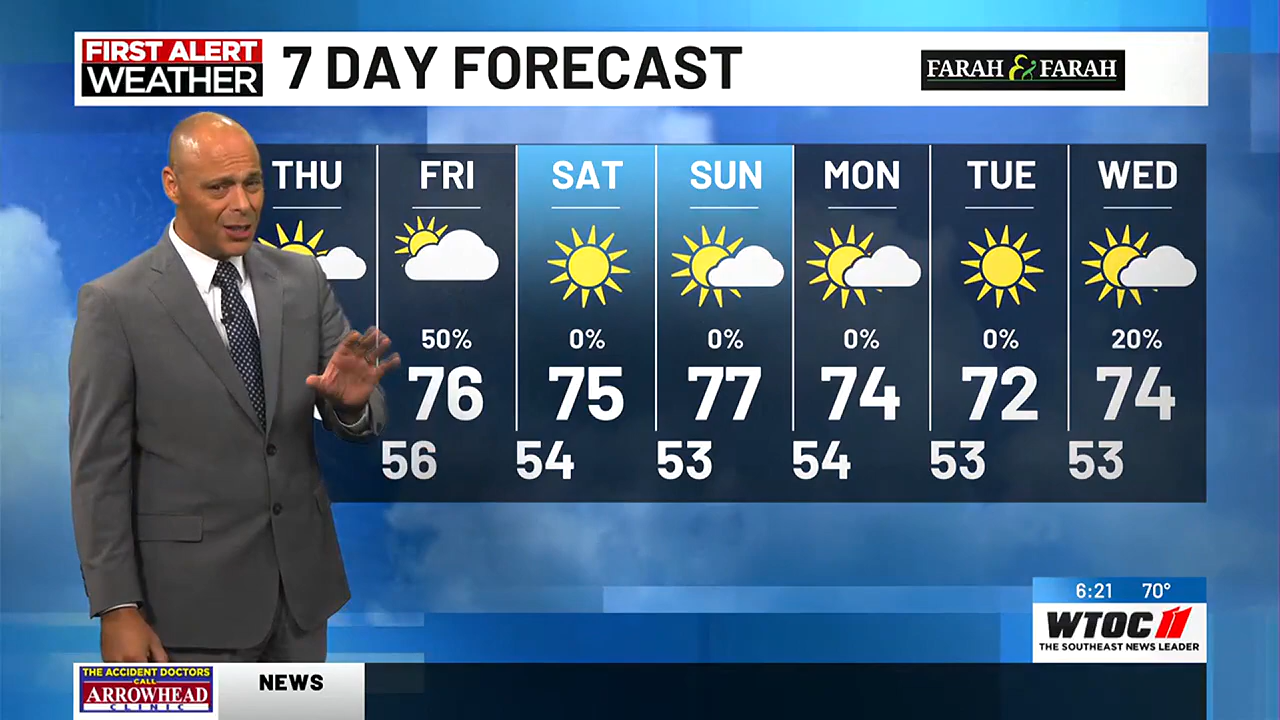 FIRST ALERT
WEATHER
7 DAY FORECAST
FARAH & FARAH
THU FRI SAT SUN MON TUE WED
50% 0% 0% 0% 0% 20%
76 75 77 74 72 74
56 54 53 54 53 53
6:21 70°
WTOC 11
THE SOUTHEAST NEWS LEADER
THE ACCIDENT DOCTORS
CALL
ARROWHEAD
CLINIC
NEWS